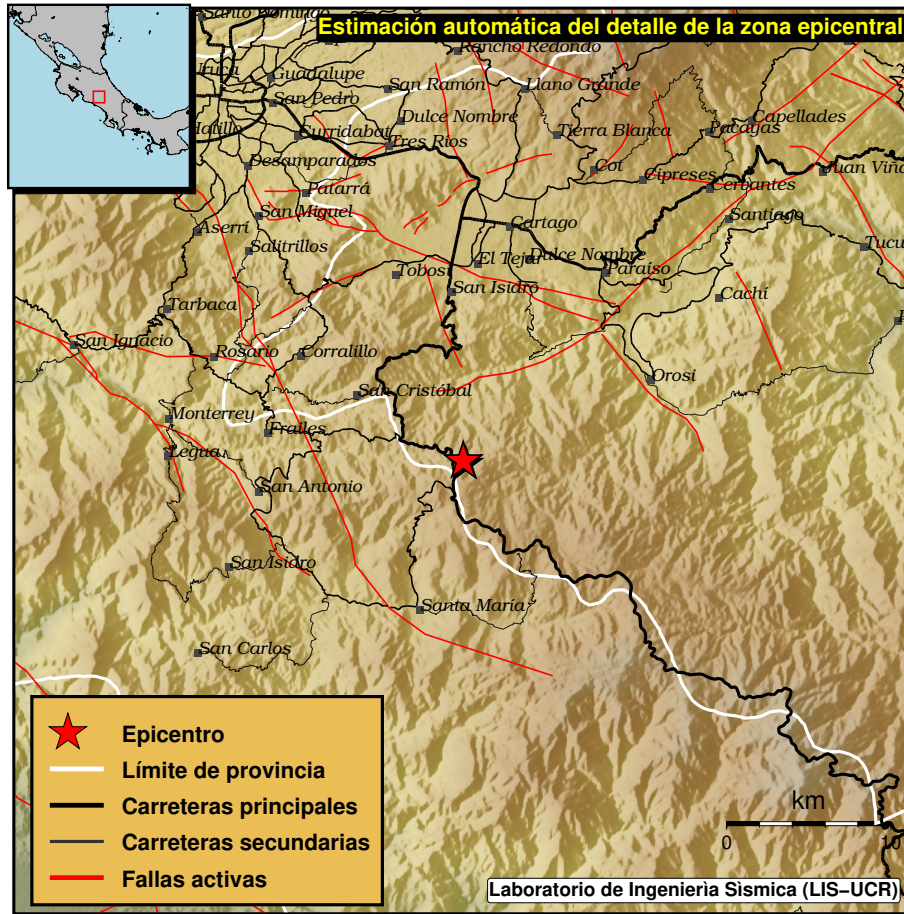 Estimación automática del detalle de la zona epicentral
Santo Domingo
Rancho Redondo
Guadalupe
San Ramón
Llano Grande
San Pedro
Dulce Nombre
Capellades
Curridabat
Tierra Blanca
Pacayas
Tres Rios
Desamparados
Cot
Cipreses
Juan Viña
Patarrá
Cervantes
San Miguel
Cartago
Santiago
Aserrí
Salitrillos
Tucu
Tobosi
El Tejar
Dulce Nombre
Paraíso
San Isidro
Cachí
Tarbaca
San Ignacio
Rosario
Corralillo
Orosi
San Cristóbal
Monterrey
Frailes
Legua
San Antonio
San Isidro
Santa María
San Carlos
Epicentro
Límite de provincia
Carreteras principales
Carreteras secundarias
Fallas activas
km
0
10
Laboratorio de Ingenierìa Sìsmica (LIS–UCR)